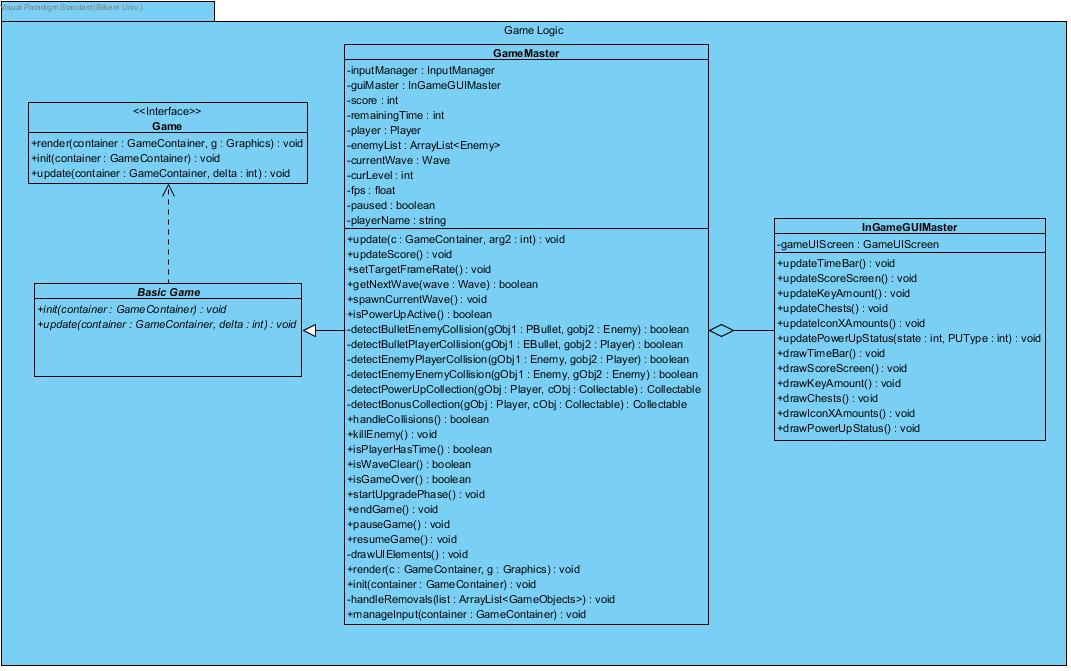 Visual Paradigm Standard(Bilkent Univ.)
Game Logic
<<Interface>>
Game
+render(container : GameContainer, g : Graphics) : void
+init(container : GameContainer) : void
+update(container : GameContainer, delta : int) : void
Basic Game
+init(container : GameContainer) : void
+update(container : GameContainer, delta : int) : void
GameMaster
-inputManager : InputManager
-guiMaster : InGameGUIMaster
-score : int
-remainingTime : int
-player : Player
-enemyList : ArrayList<Enemy>
-currentWave : Wave
-curLevel : int
-fps : float
-paused : boolean
-playerName : string
+update(c : GameContainer, arg2 : int) : void
+updateScore() : void
+setTargetFrameRate() : void
+getNextWave(wave : Wave) : boolean
+spawnCurrentWave() : void
+isPowerUpActive() : boolean
-detectBulletEnemyCollision(gObj1 : PBullet, gobj2 : Enemy) : boolean
-detectBulletPlayerCollision(gObj1 : EBullet, gobj2 : Player) : boolean
-detectEnemyPlayerCollision(gObj1 : Enemy, gobj2 : Player) : boolean
-detectEnemyEnemyCollision(gObj1 : Enemy, gObj2 : Enemy) : boolean
-detectPowerUpCollection(gObj : Player, cObj : Collectable) : Collectable
-detectBonusCollection(gObj : Player, cObj : Collectable) : Collectable
+handleCollisions() : boolean
+killEnemy() : void
+isPlayerHasTime() : boolean
+isWaveClear() : boolean
+isGameOver() : boolean
+startUpgradePhase() : void
+endGame() : void
+pauseGame() : void
+resumeGame() : void
-drawUIElements() : void
+render(c : GameContainer, g : Graphics) : void
+init(container : GameContainer) : void
-handleRemovals(list : ArrayList<GameObjects>) : void
+manageInput(container : GameContainer) : void
InGameGUIMaster
-gameUIScreen : GameUIScreen
+updateTimeBar() : void
+updateScoreScreen() : void
+updateKeyAmount() : void
+updateChests() : void
+updateIconXAmounts() : void
+updatePowerUpStatus(state : int, PUType : int) : void
+drawTimeBar() : void
+drawScoreScreen() : void
+drawKeyAmount() : void
+drawChests() : void
+drawIconXAmounts() : void
+drawPowerUpStatus() : void